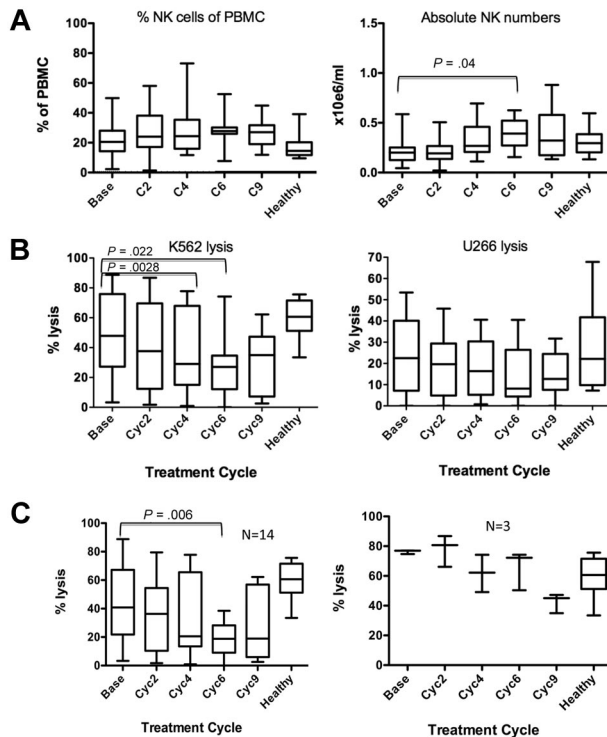 A
% NK cells of PBMC
% of PBMC
100
80
60
40
20
0
Base
C2
C4
C6
C9
Healthy
Absolute NK numbers
x10e6/ml
1.5
1.0
0.5
0.0
P = .04
Base
C2
C4
C6
C9
Healthy
B
K562 lysis
P = .022
P = .0028
% lysis
100
80
60
40
20
0
Base
Cyc2
Cyc4
Cyc6
Cyc9
Healthy
Treatment Cycle
U266 lysis
% lysis
70
60
50
40
30
20
10
0
Base
Cyc2
Cyc4
Cyc6
Cyc9
Healthy
Treatment Cycle
C
P = .006
N=14
% lysis
100
80
60
40
20
0
Base
Cyc2
Cyc4
Cyc6
Cyc9
Healthy
Treatment Cycle
N=3
% lysis
100
80
60
40
20
0
Base
Cyc2
Cyc4
Cyc6
Cyc9
Healthy
Treatment Cycle